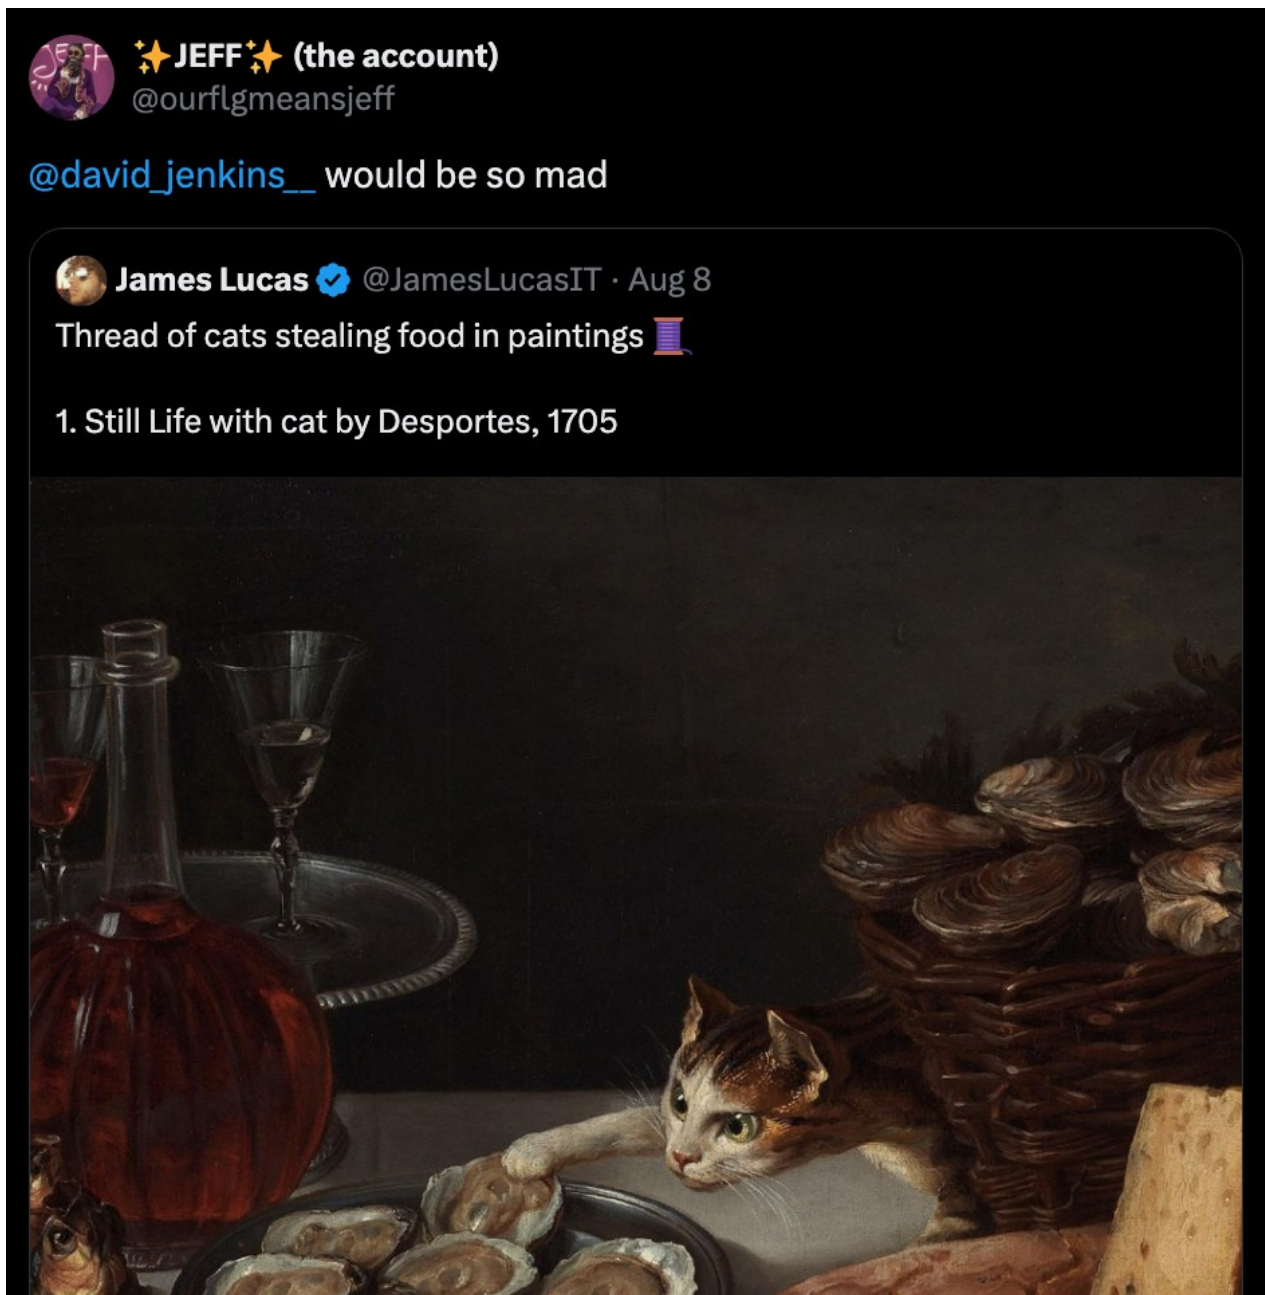 ✨JEFF✨ (the account)
@ourflgmeansjeff
@david_jenkins__ would be so mad
James Lucas @JamesLucasIT · Aug 8
Thread of cats stealing food in paintings 🧵
1. Still Life with cat by Desportes, 1705
JEFF